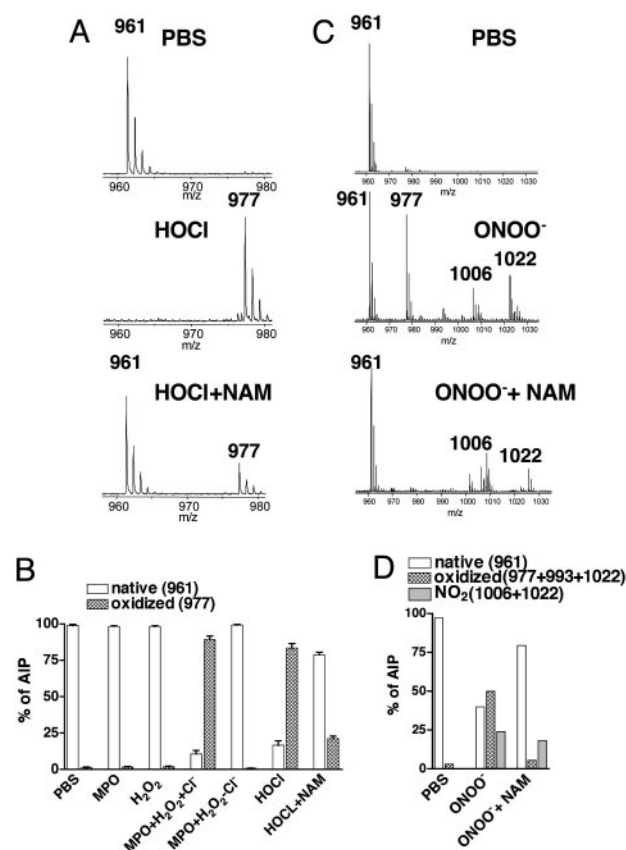 A
961
PBS
960
970
980
m/z
HOCl
977
960
970
980
m/z
961
HOCl+NAM
977
960
970
980
m/z
C
961
PBS
960 970 980 990 1000 1010 1020 1030
m/z
961
977
ONOO-
1006
1022
960 970 980 990 1000 1010 1020 1030
m/z
961
ONOO-+ NAM
1006
1022
960 970 980 990 1000 1010 1020 1030
m/z
B
native (961)
oxidized (977)
% of AIP
100
75
50
25
0
PBS
MPO
H2O2
MPO+H2O2+Cl-
MPO+H2O2-Cl-
HOCl
HOCL+NAM
D
native (961)
oxidized(977+993+1022)
NO2(1006+1022)
% of AIP
100
75
50
25
0
PBS
ONOO-
ONOO-+ NAM